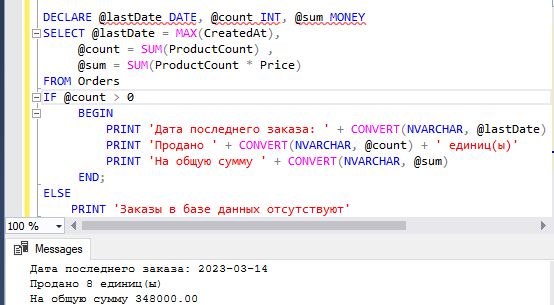 DECLARE @lastDate DATE, @count INT, @sum MONEY
SELECT @lastDate = MAX(CreatedAt),
@count = SUM(ProductCount) ,
@sum = SUM(ProductCount * Price)
FROM Orders
IF @count > 0
BEGIN
PRINT 'Дата последнего заказа: ' + CONVERT(NVARCHAR, @lastDate)
PRINT 'Продано ' + CONVERT(NVARCHAR, @count) + ' единиц(ы)'
PRINT 'На общую сумму ' + CONVERT(NVARCHAR, @sum)
END;
ELSE
PRINT 'Заказы в базе данных отсутствуют'
100 %
Messages
Дата последнего заказа: 2023-03-14
Продано 8 единиц(ы)
На общую сумму 348000.00